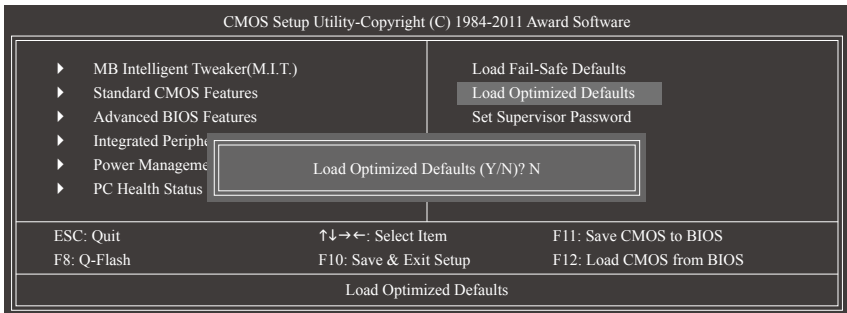 CMOS Setup Utility-Copyright (C) 1984-2011 Award Software
MB Intelligent Tweaker(M.I.T.)
Standard CMOS Features
Advanced BIOS Features
Integrated Periphe
Power Manageme
PC Health Status
Load Fail-Safe Defaults
Load Optimized Defaults
Set Supervisor Password
Load Optimized Defaults (Y/N)? N
ESC: Quit ↑↓→←: Select Item F11: Save CMOS to BIOS
F8: Q-Flash F10: Save & Exit Setup F12: Load CMOS from BIOS
Load Optimized Defaults